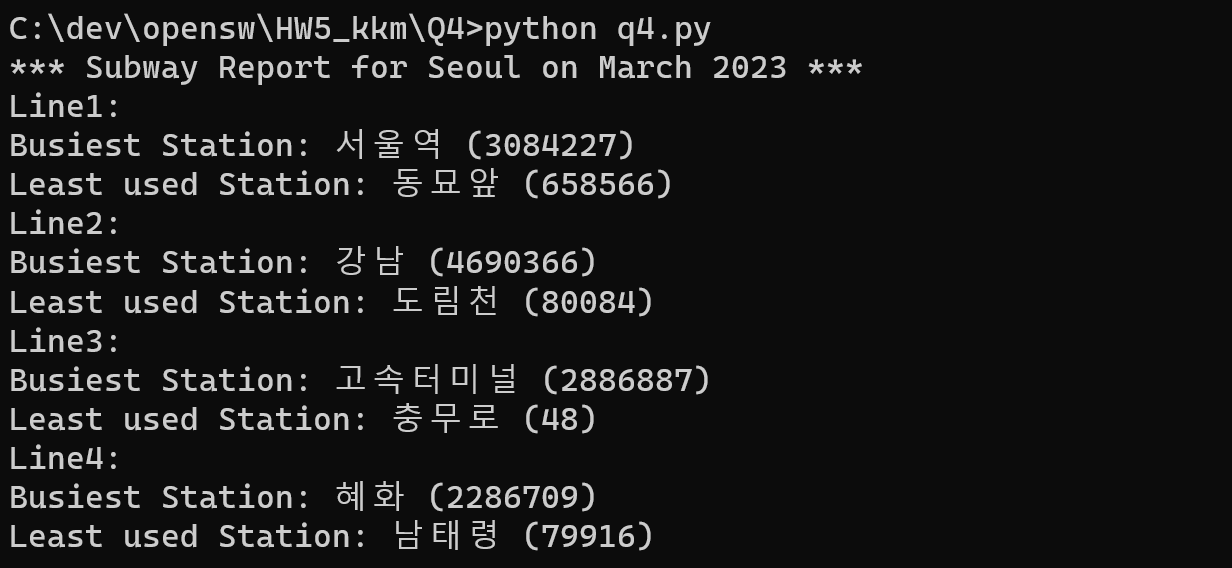 C:\dev\opensw\HW5_kkm\Q4>python q4.py
*** Subway Report for Seoul on March 2023 ***
Line1:
Busiest Station: 서울역 (3084227)
Least used Station: 동묘앞 (658566)
Line2:
Busiest Station: 강남 (4690366)
Least used Station: 도림천 (80084)
Line3:
Busiest Station: 고속터미널 (2886887)
Least used Station: 충무로 (48)
Line4:
Busiest Station: 혜화 (2286709)
Least used Station: 남태령 (79916)